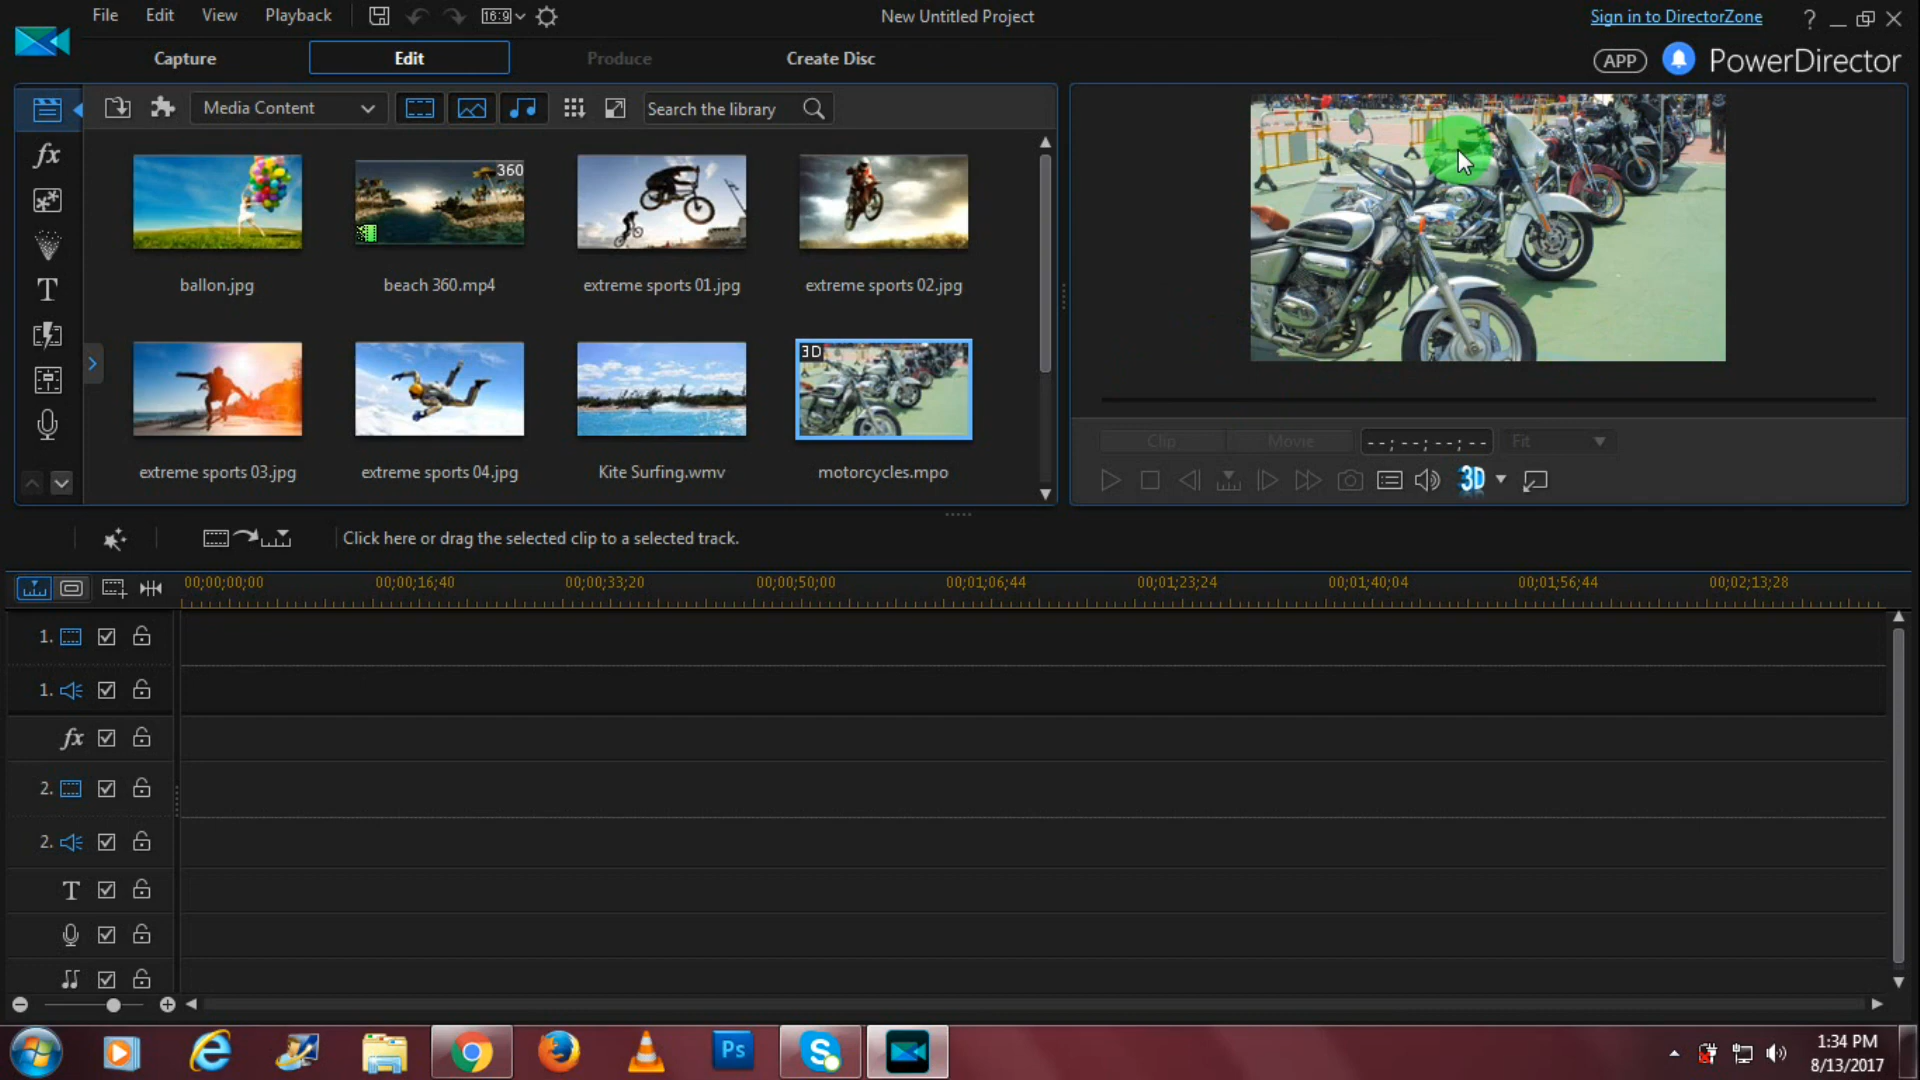 File Edit View Playback 16:9 New Untitled Project Sign in to DirectorZone ?
Capture Edit Produce Create Disc APP PowerDirector
Media Content Search the library
fx
T
360
ballon.jpg beach 360.mp4 extreme sports 01.jpg extreme sports 02.jpg
3D
extreme sports 03.jpg extreme sports 04.jpg Kite Surfing.wmv motorcycles.mpo
Clip Movie --;--;--;-- Fit
3D
Click here or drag the selected clip to a selected track.
00;00;00;00 00;00;16;40 00;00;33;20 00;00;50;00 00;01;06;44 00;01;23;24 00;01;40;04 00;01;56;44 00;02;13;28
1.
1.
fx
2.
2.
T
Ps
1:34 PM
8/13/2017